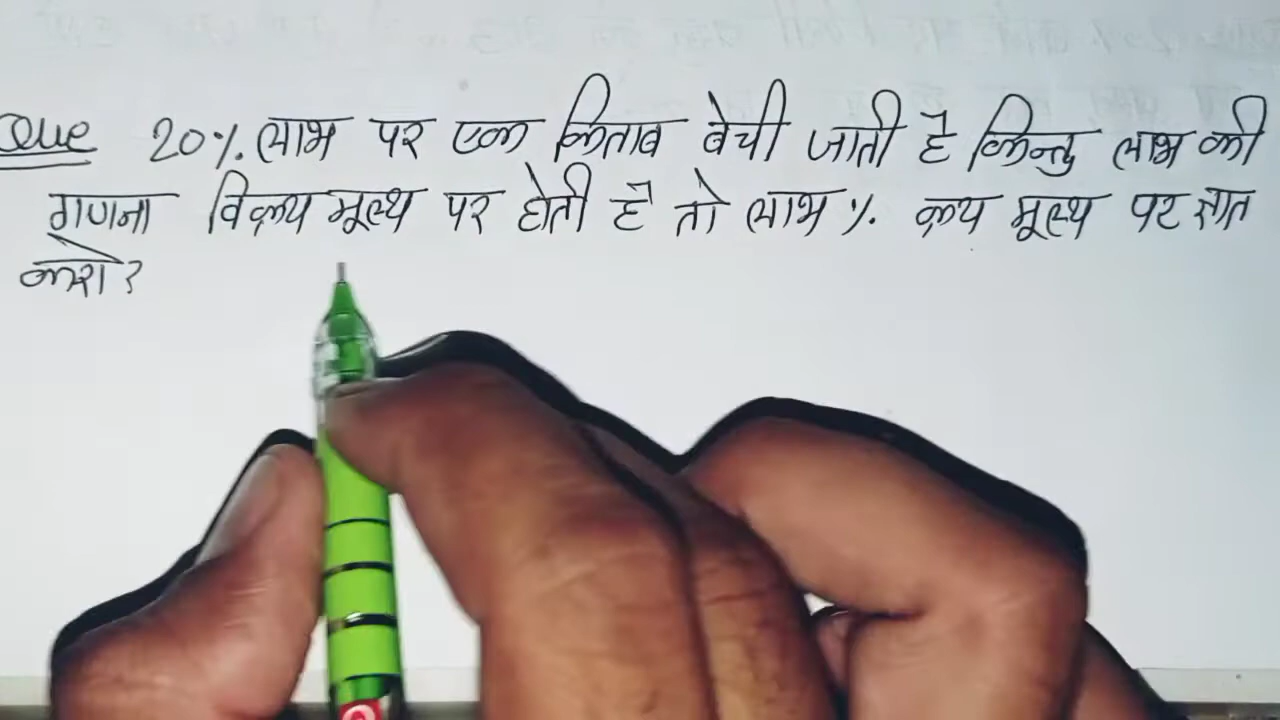 Que 20% लाभ पर एक किताब बेची जाती है किन्तु लाभ की
गणना विक्रय मूल्य पर होती है तो लाभ % क्रय मूल्य पर ज्ञात
करो?